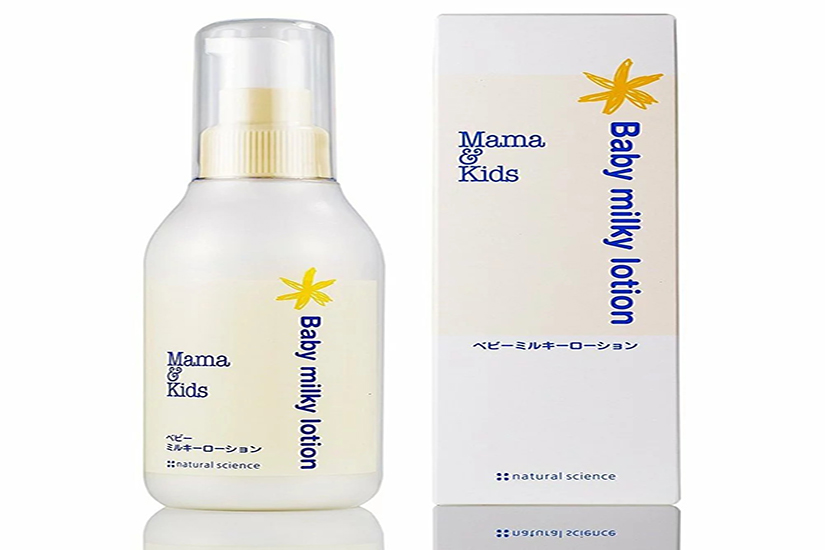 Mama
&
Kids
Baby milky lotion
ベビー
ミルキーローション
natural science
Baby milky lotion
Mama
&
Kids
ベビーミルキーローション
natural science
natural science